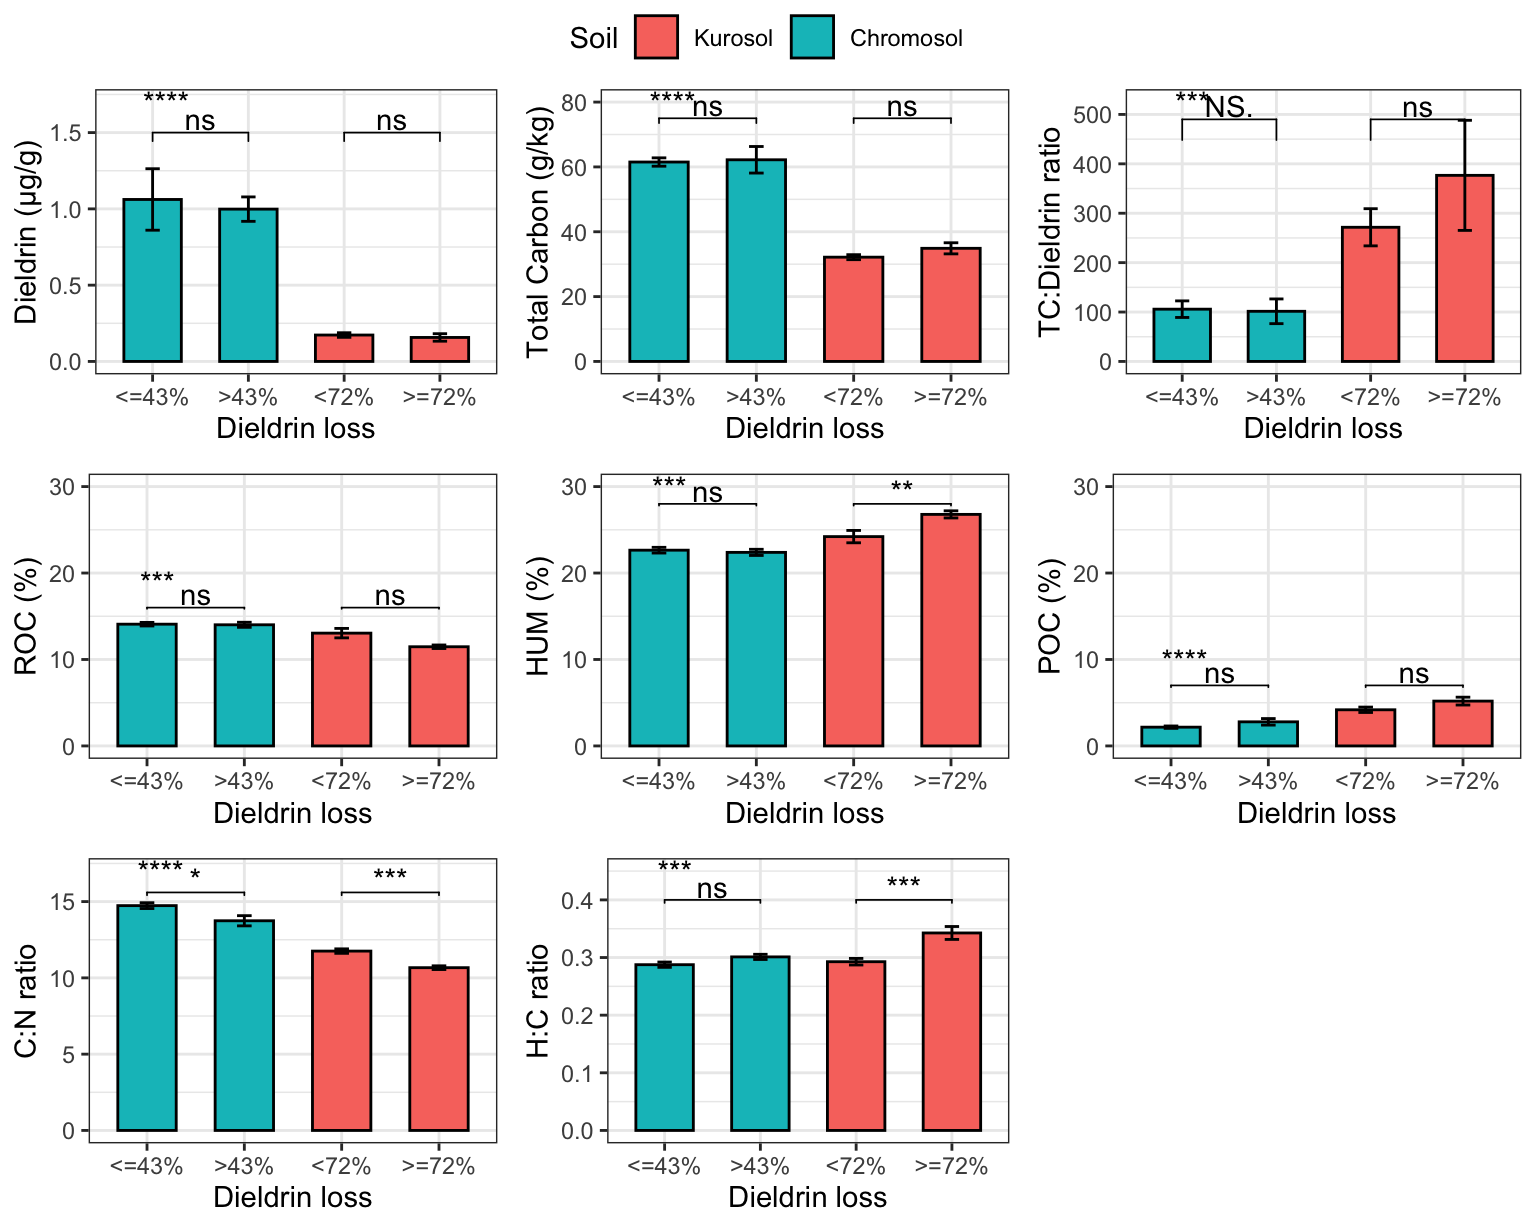 Soil Kurosol Chromosol
Dieldrin (µg/g)
1.5
1.0
0.5
0.0
****
ns
ns
<=43% >43% <72% >=72%
Dieldrin loss
Total Carbon (g/kg)
80
60
40
20
0
****
ns
ns
<=43% >43% <72% >=72%
Dieldrin loss
TC:Dieldrin ratio
500
400
300
200
100
0
***
NS.
ns
<=43% >43% <72% >=72%
Dieldrin loss
ROC (%)
30
20
10
0
***
ns
ns
<=43% >43% <72% >=72%
Dieldrin loss
HUM (%)
30
20
10
0
***
ns
**
<=43% >43% <72% >=72%
Dieldrin loss
POC (%)
30
20
10
0
****
ns
ns
<=43% >43% <72% >=72%
Dieldrin loss
C:N ratio
15
10
5
0
****
*
***
<=43% >43% <72% >=72%
Dieldrin loss
H:C ratio
0.4
0.3
0.2
0.1
0.0
***
ns
***
<=43% >43% <72% >=72%
Dieldrin loss